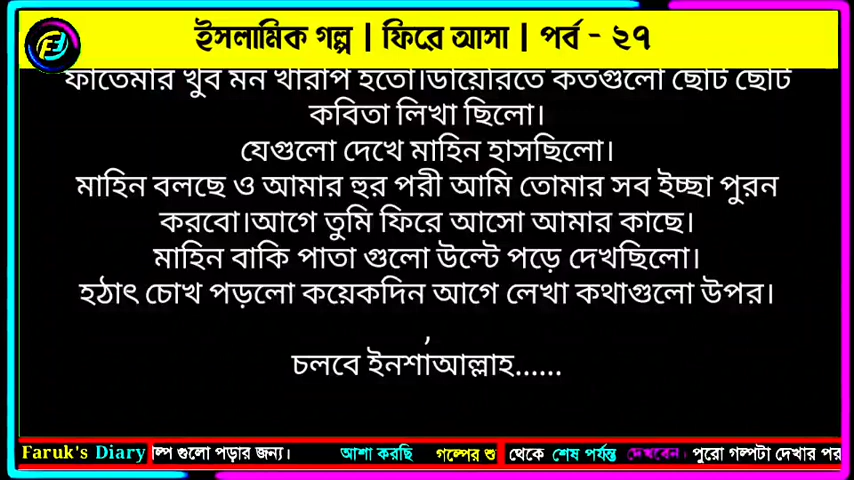 ইসলামিক গল্প | ফিরে আসা | পর্ব - ২৭
ফাতেমার খুব মন খারাপ হতো।ডায়েরিতে কতগুলো ছোট ছোট
কবিতা লিখা ছিলো।
যেগুলো দেখে মাহিন হাসছিলো।
মাহিন বলছে ও আমার হুর পরী আমি তোমার সব ইচ্ছা পুরন
করবো।আগে তুমি ফিরে আসো আমার কাছে।
মাহিন বাকি পাতা গুলো উল্টে পড়ে দেখছিলো।
হঠাৎ চোখ পড়লো কয়েকদিন আগে লেখা কথাগুলো উপর।
,
চলবে ইনশাআল্লাহ......
Faruk's Diary গুলো পড়ার জন্য। আশা করছি গল্পের শু থেকে শেষ পর্যন্ত দেখবেন। পুরো গল্পটা দেখার পর